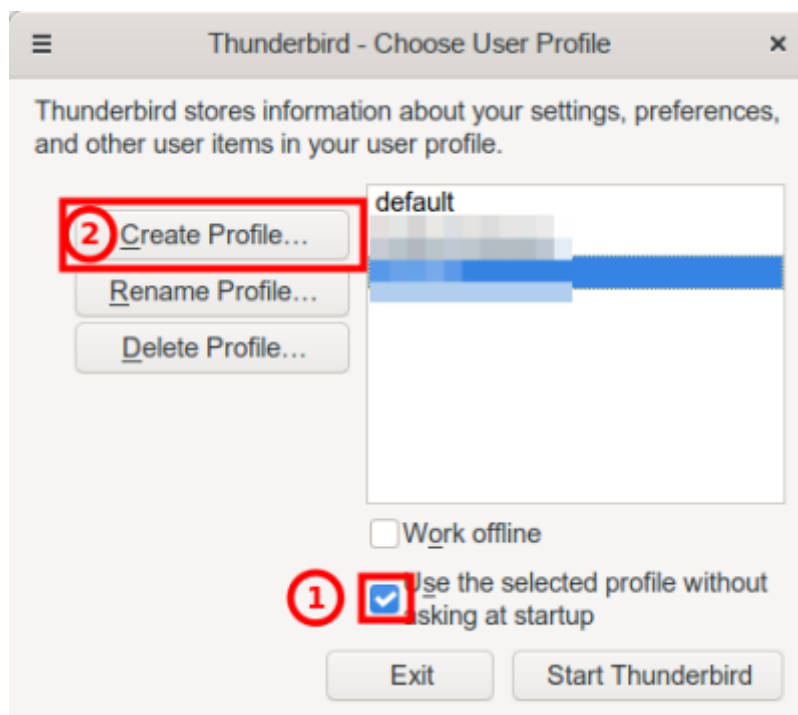 Thunderbird - Choose User Profile
Thunderbird stores information about your settings, preferences,
and other user items in your user profile.
default
2 Create Profile...
Rename Profile...
Delete Profile...
Work offline
1 Use the selected profile without
asking at startup
Exit Start Thunderbird